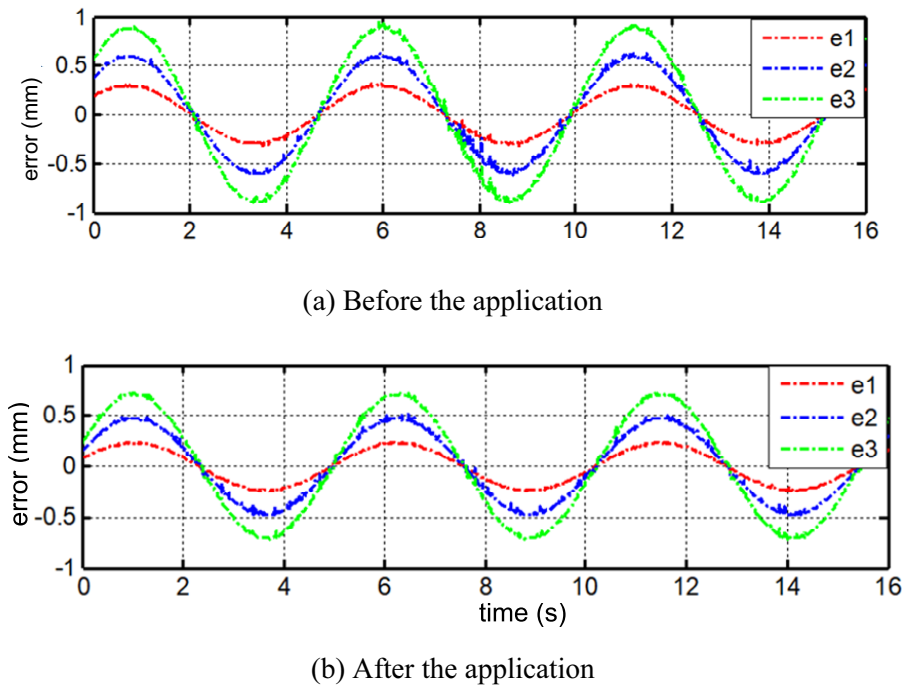 1
0.5
0
-0.5
-1
error (mm)
e1
e2
e3
0 2 4 6 8 10 12 14 16
(a) Before the application
1
0.5
0
-0.5
-1
error (mm)
e1
e2
e3
0 2 4 6 8 10 12 14 16
time (s)
(b) After the application